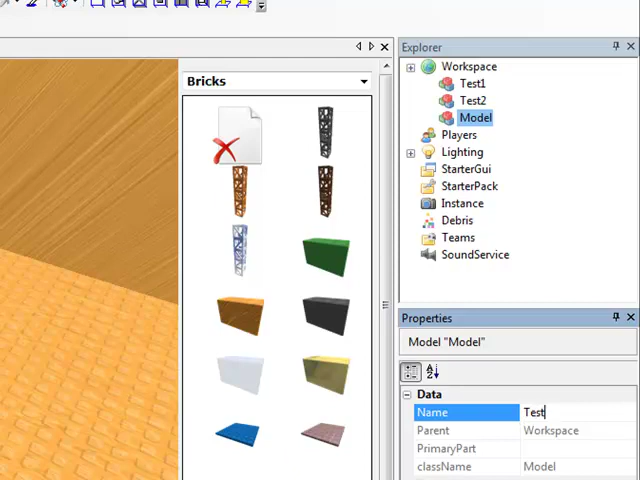 Bricks
Explorer
Workspace
Test1
Test2
Model
Players
Lighting
StarterGui
StarterPack
Instance
Debris
Teams
SoundService
Properties
Model "Model"
Data
Name Test
Parent Workspace
PrimaryPart
className Model